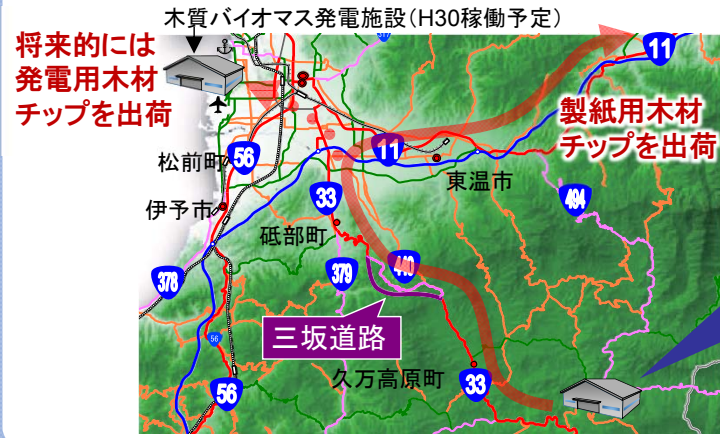 木質バイオマス発電施設（H30稼働予定）
将来的には
発電用木材
チップを出荷
11
製紙用木材
チップを出荷
56
11
松前町
東温市
33
494
伊予市
砥部町
440
379
378
三坂道路
56
久万高原町
33
56